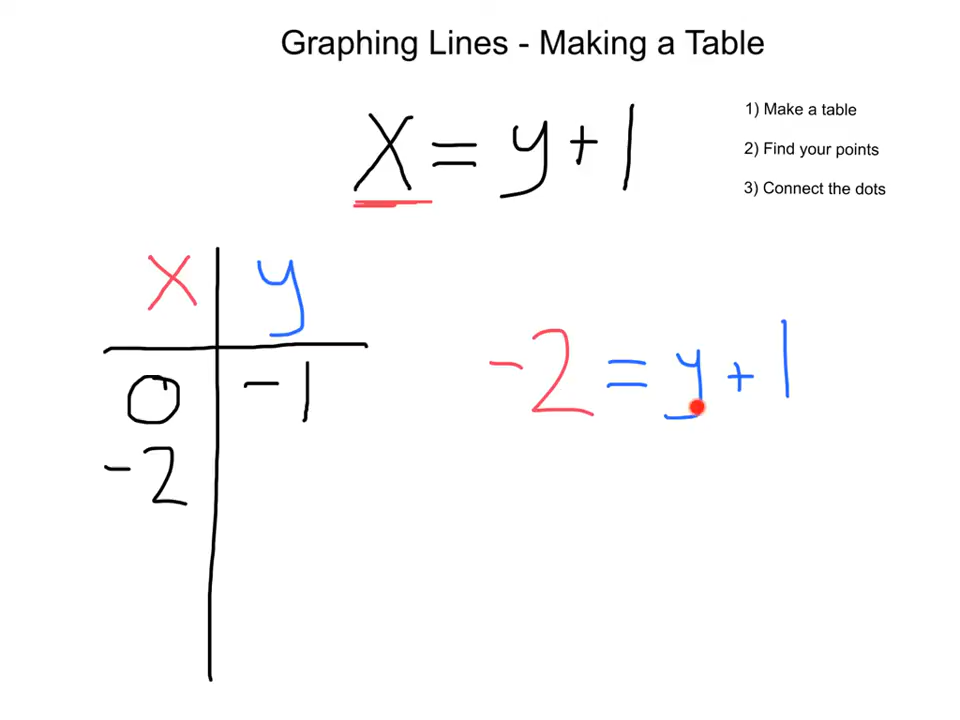 Graphing Lines - Making a Table
x = y + 1
1) Make a table
2) Find your points
3) Connect the dots
x y
0 -1
-2
-2 = y + 1